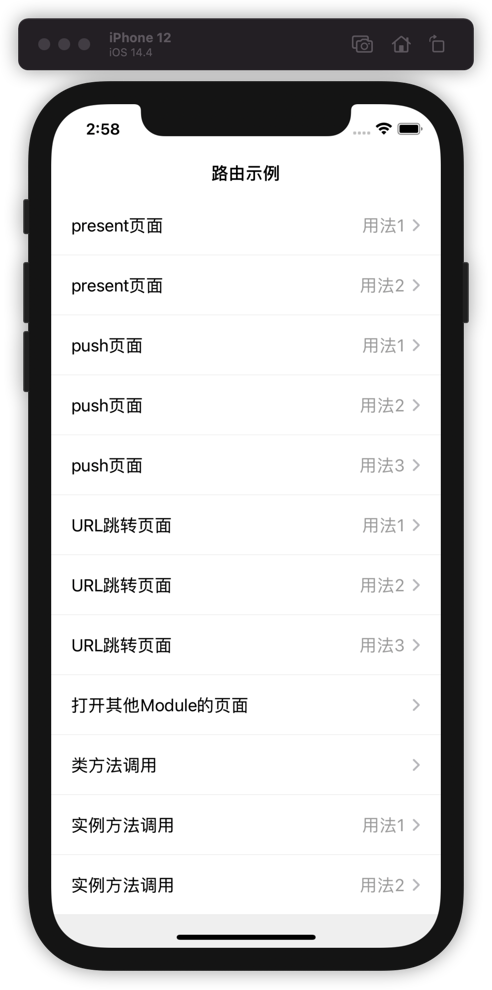 iPhone 12
iOS 14.4
2:58
路由示例
present页面 用法1
present页面 用法2
push页面 用法1
push页面 用法2
push页面 用法3
URL跳转页面 用法1
URL跳转页面 用法2
URL跳转页面 用法3
打开其他Module的页面
类方法调用
实例方法调用 用法1
实例方法调用 用法2